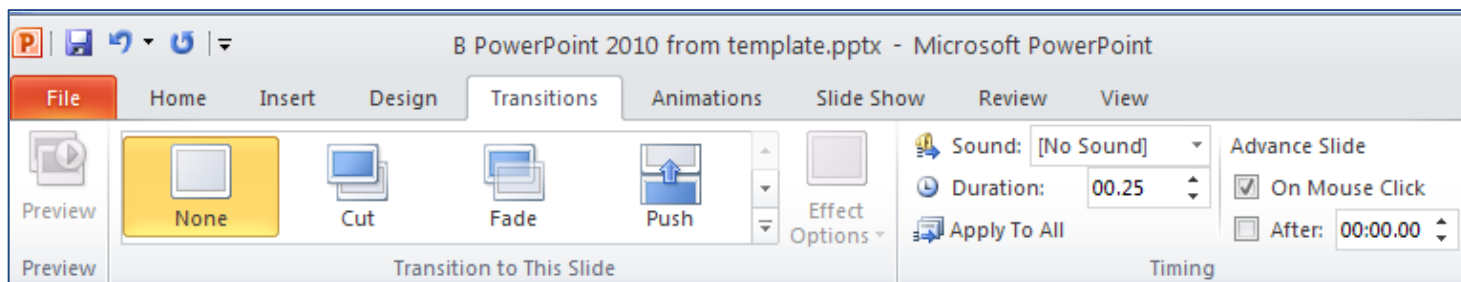 B PowerPoint 2010 from template.pptx - Microsoft PowerPoint
File Home Insert Design Transitions Animations Slide Show Review View
Preview
None Cut Fade Push
Effect Options
Sound: [No Sound]
Duration: 00.25
Apply To All
Advance Slide
On Mouse Click
After: 00:00.00
Preview Transition to This Slide Timing